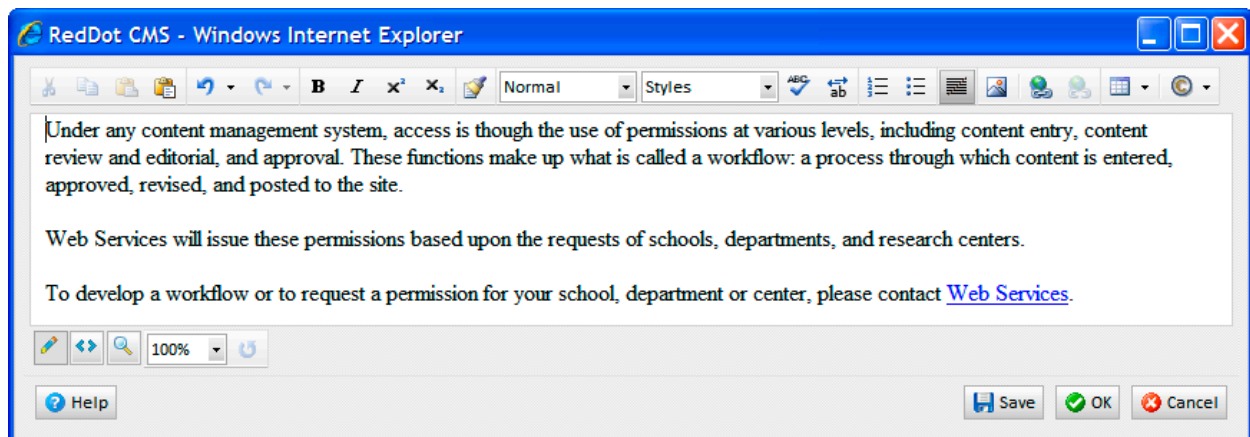 RedDot CMS - Windows Internet Explorer
B I x² x₂ Normal Styles ABC ab
Under any content management system, access is though the use of permissions at various levels, including content entry, content
review and editorial, and approval. These functions make up what is called a workflow: a process through which content is entered,
approved, revised, and posted to the site.
Web Services will issue these permissions based upon the requests of schools, departments, and research centers.
To develop a workflow or to request a permission for your school, department or center, please contact Web Services.
100%
Help Save OK Cancel